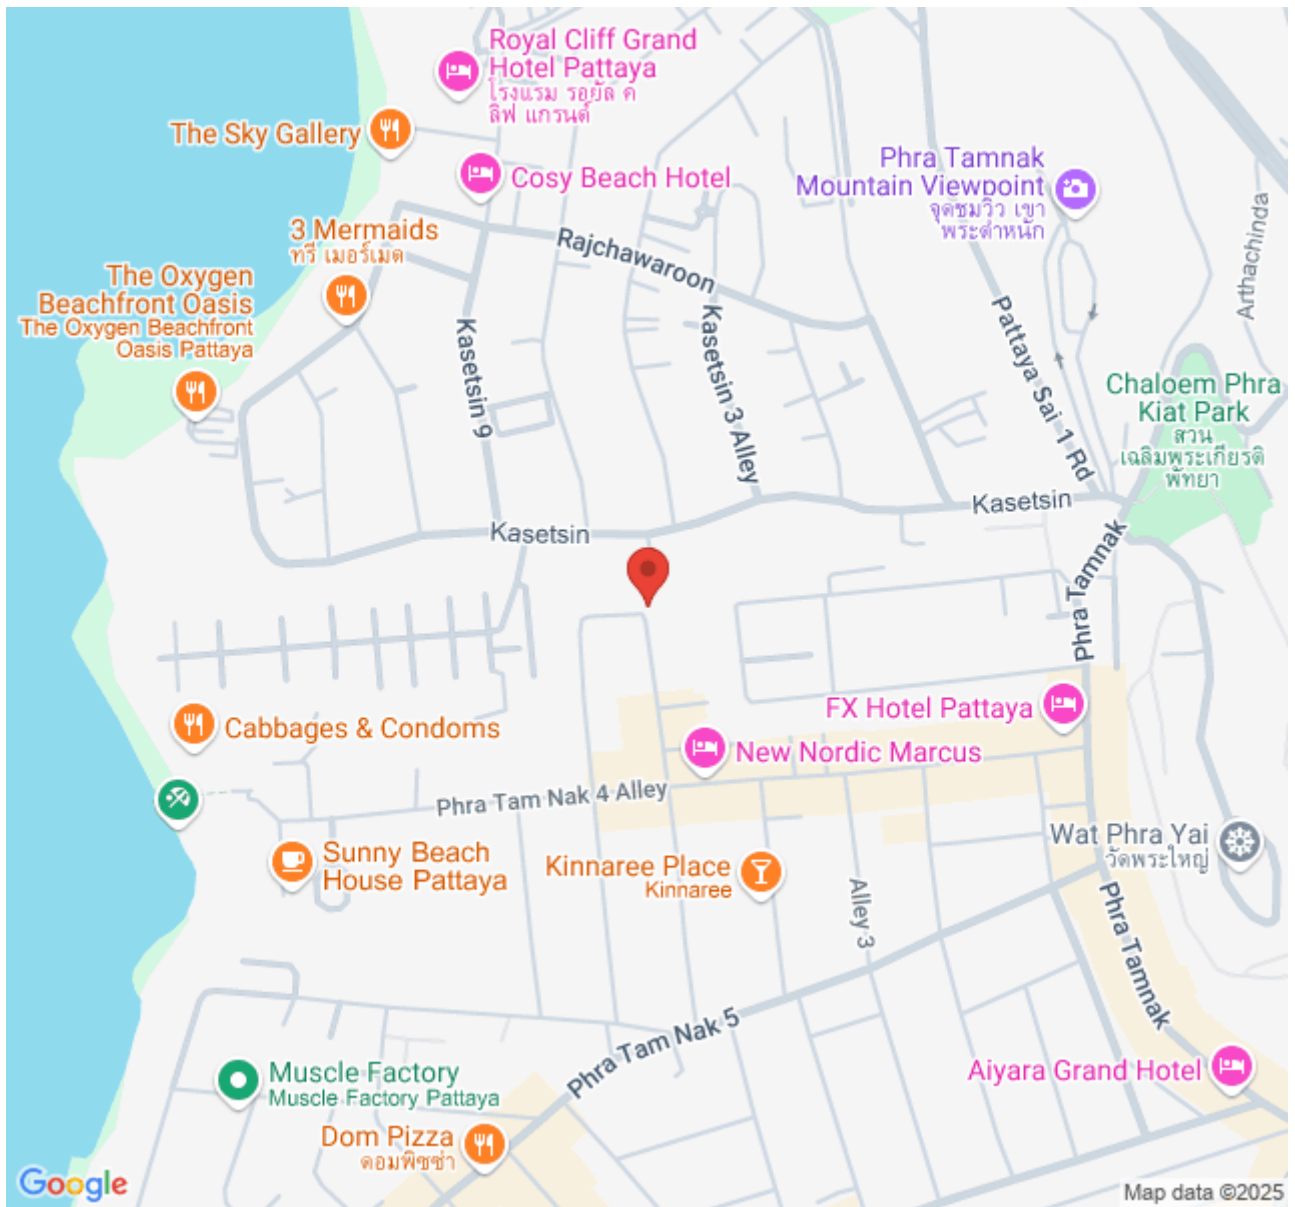 Royal Cliff Grand
Hotel Pattaya
โรงแรม รอยัล ค
ลิฟ แกรนด์
The Sky Gallery
Cosy Beach Hotel
Phra Tamnak
Mountain Viewpoint
จุดชมวิว เขา
พระตำหนัก
Arthachinda
3 Mermaids
ทรี เมอร์เมด
Rajchawaroon
The Oxygen
Beachfront Oasis
The Oxygen Beachfront
Oasis Pattaya
Kasetsin 9
Kasetsin 3 Alley
Pattaya Sai 1 Rd
Chaloem Phra
Kiat Park
สวน
เฉลิมพระเกียรติ
พัทยา
Kasetsin
Kasetsin
Phra Tamnak
FX Hotel Pattaya
Cabbages & Condoms
New Nordic Marcus
Phra Tam Nak 4 Alley
Wat Phra Yai
วัดพระใหญ่
Sunny Beach
House Pattaya
Kinnaree Place
Kinnaree
Alley 3
Phra Tamnak
Phra Tam Nak 5
Muscle Factory
Muscle Factory Pattaya
Aiyara Grand Hotel
Dom Pizza
ดอมพิซซ่า
Google
Map data ©2025